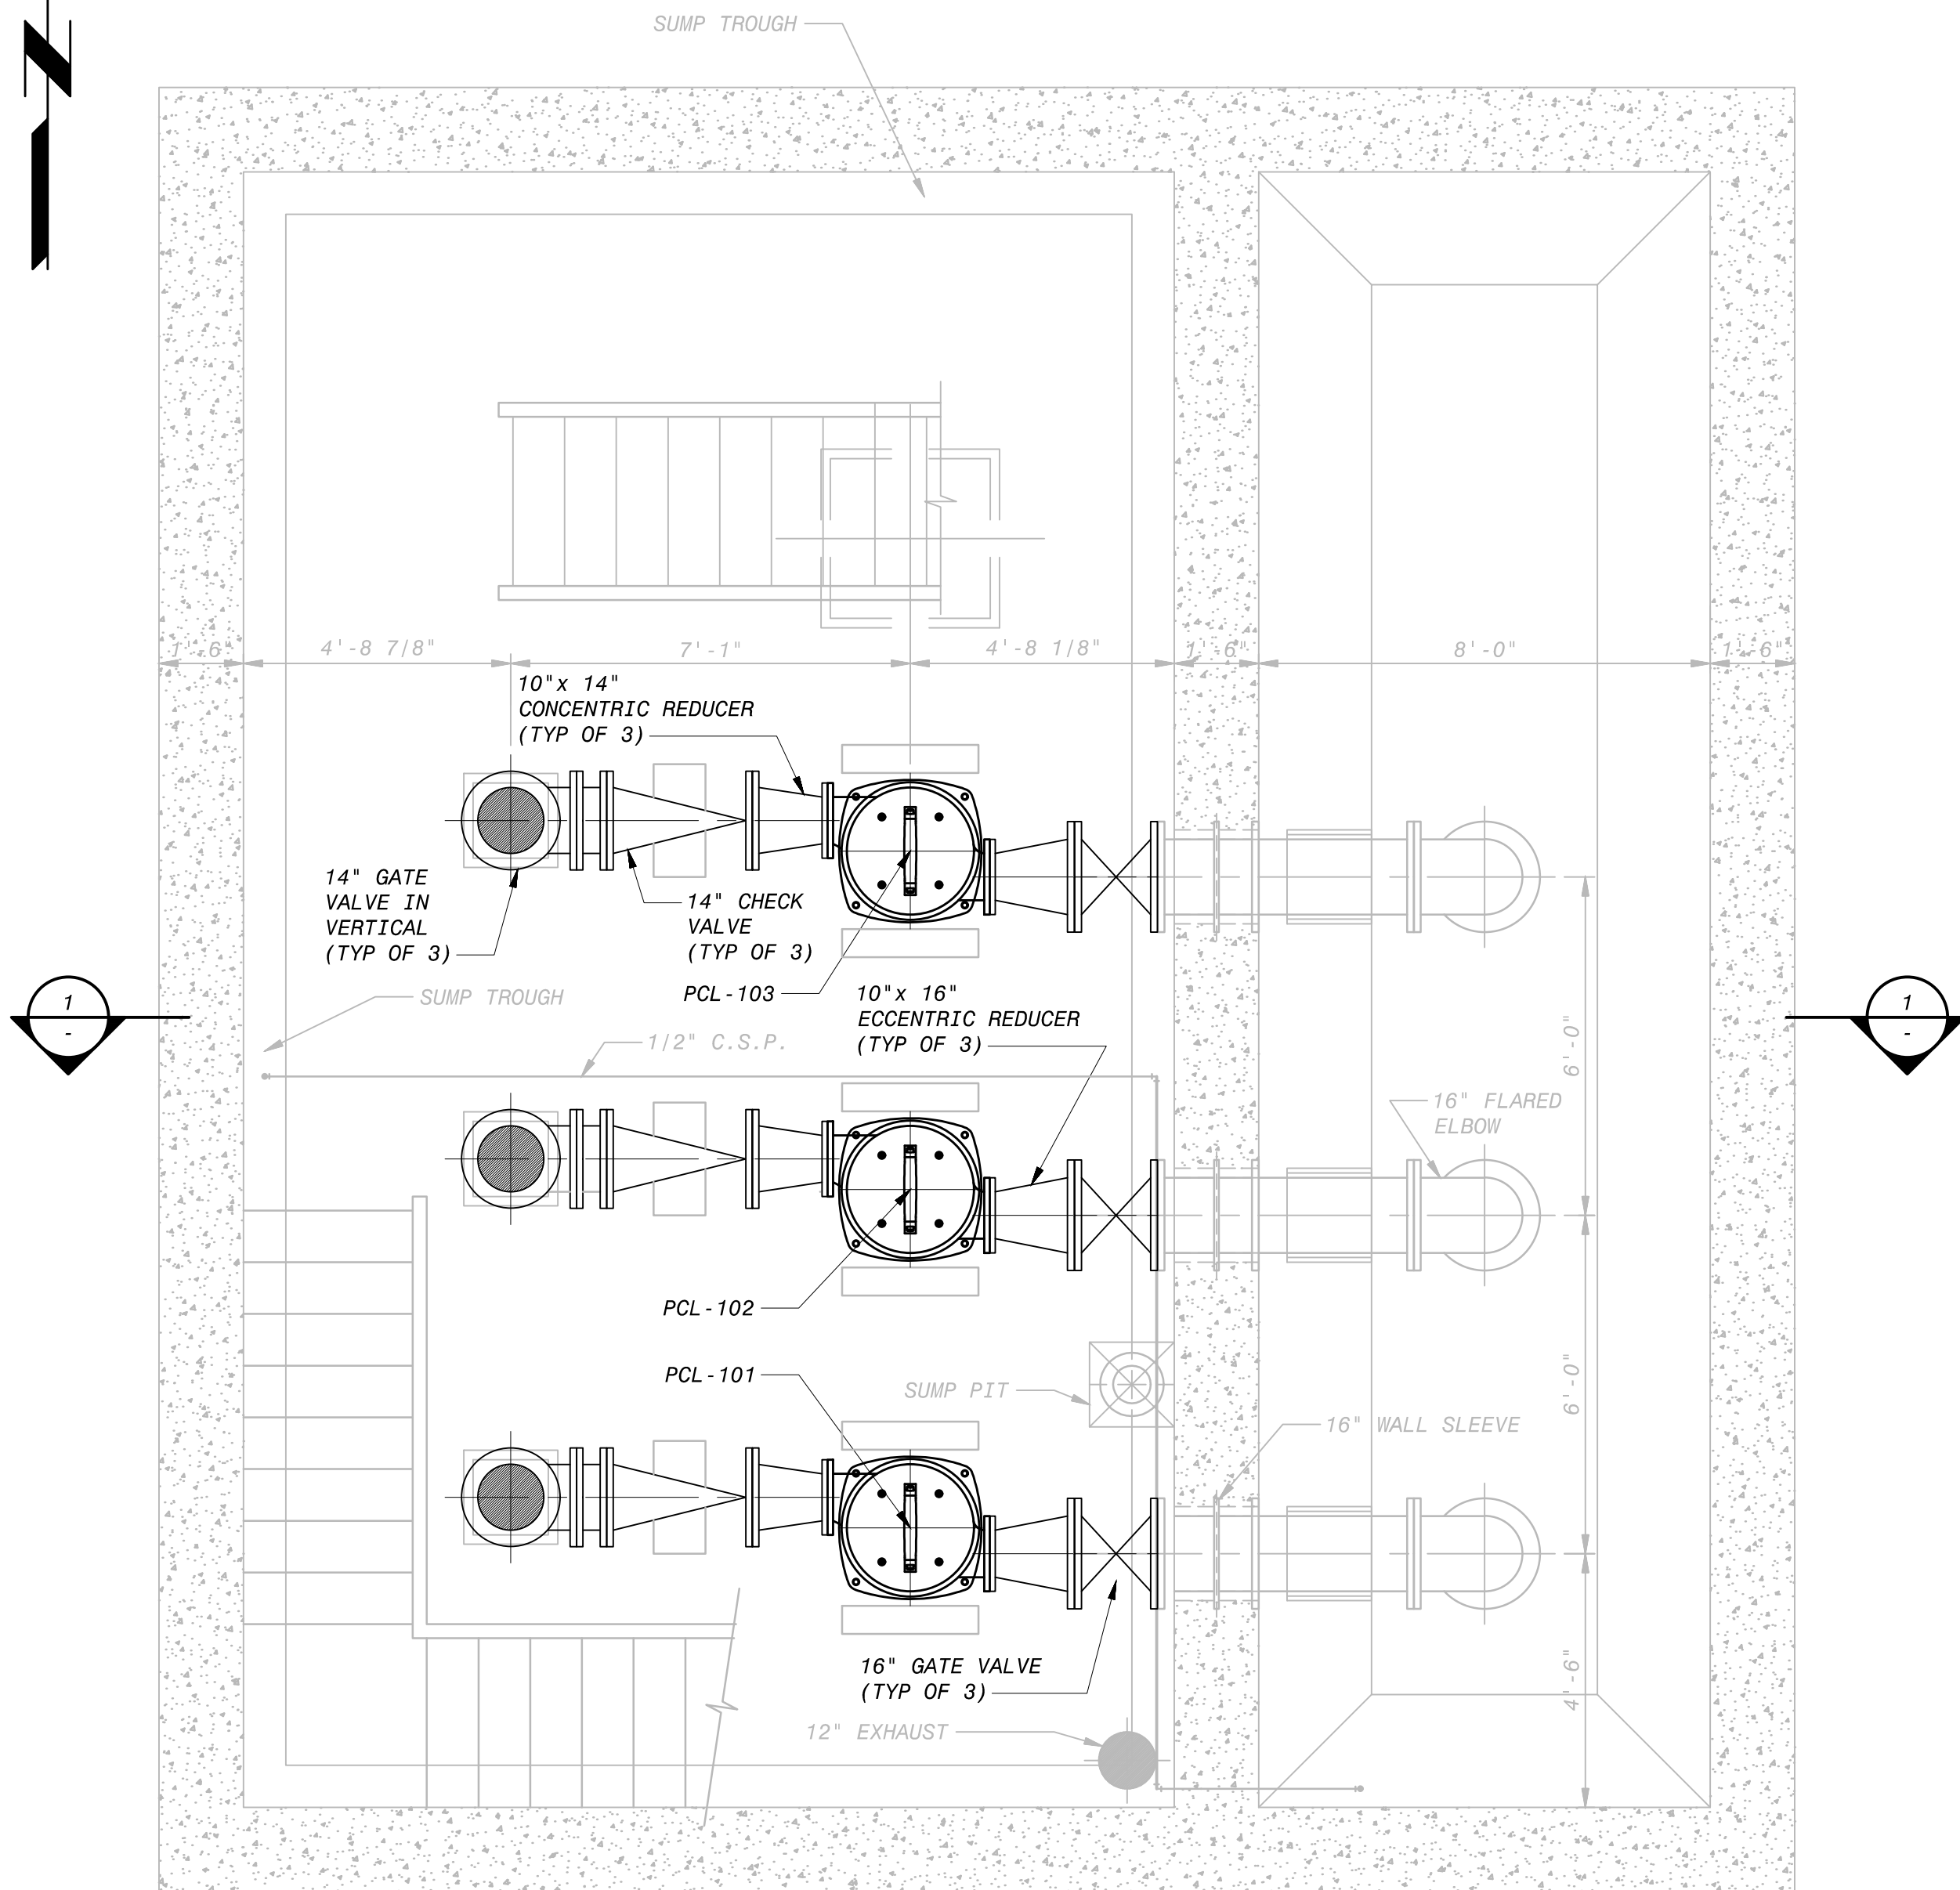 N
SUMP TROUGH
1'-6"
4'-8 7/8"
7'-1"
4'-8 1/8"
1'-6"
8'-0"
1'-6"
10"x 14"
CONCENTRIC REDUCER
(TYP OF 3)
14" GATE
VALVE IN
VERTICAL
(TYP OF 3)
14" CHECK
VALVE
(TYP OF 3)
PCL-103
10"x 16"
ECCENTRIC REDUCER
(TYP OF 3)
SUMP TROUGH
1
-
1
-
1/2" C.S.P.
6'-0"
16" FLARED
ELBOW
PCL-102
PCL-101
SUMP PIT
6'-0"
16" WALL SLEEVE
16" GATE VALVE
(TYP OF 3)
4'-6"
12" EXHAUST